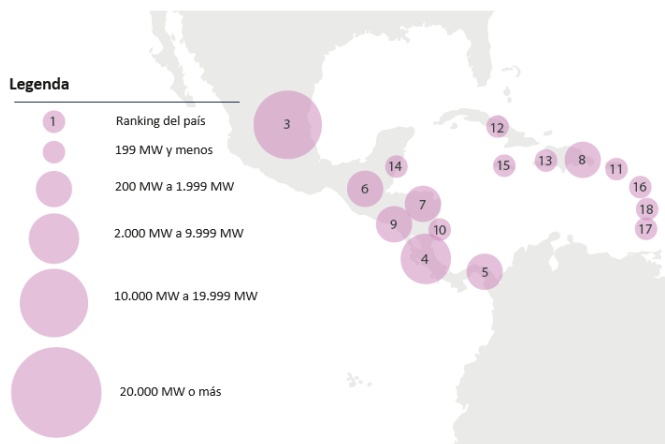 Legenda
1 Ranking del país
199 MW y menos
200 MW a 1.999 MW
2.000 MW a 9.999 MW
10.000 MW a 19.999 MW
20.000 MW o más
3
12
14
15
13
8
11
6
16
7
18
9
10
17
4
5